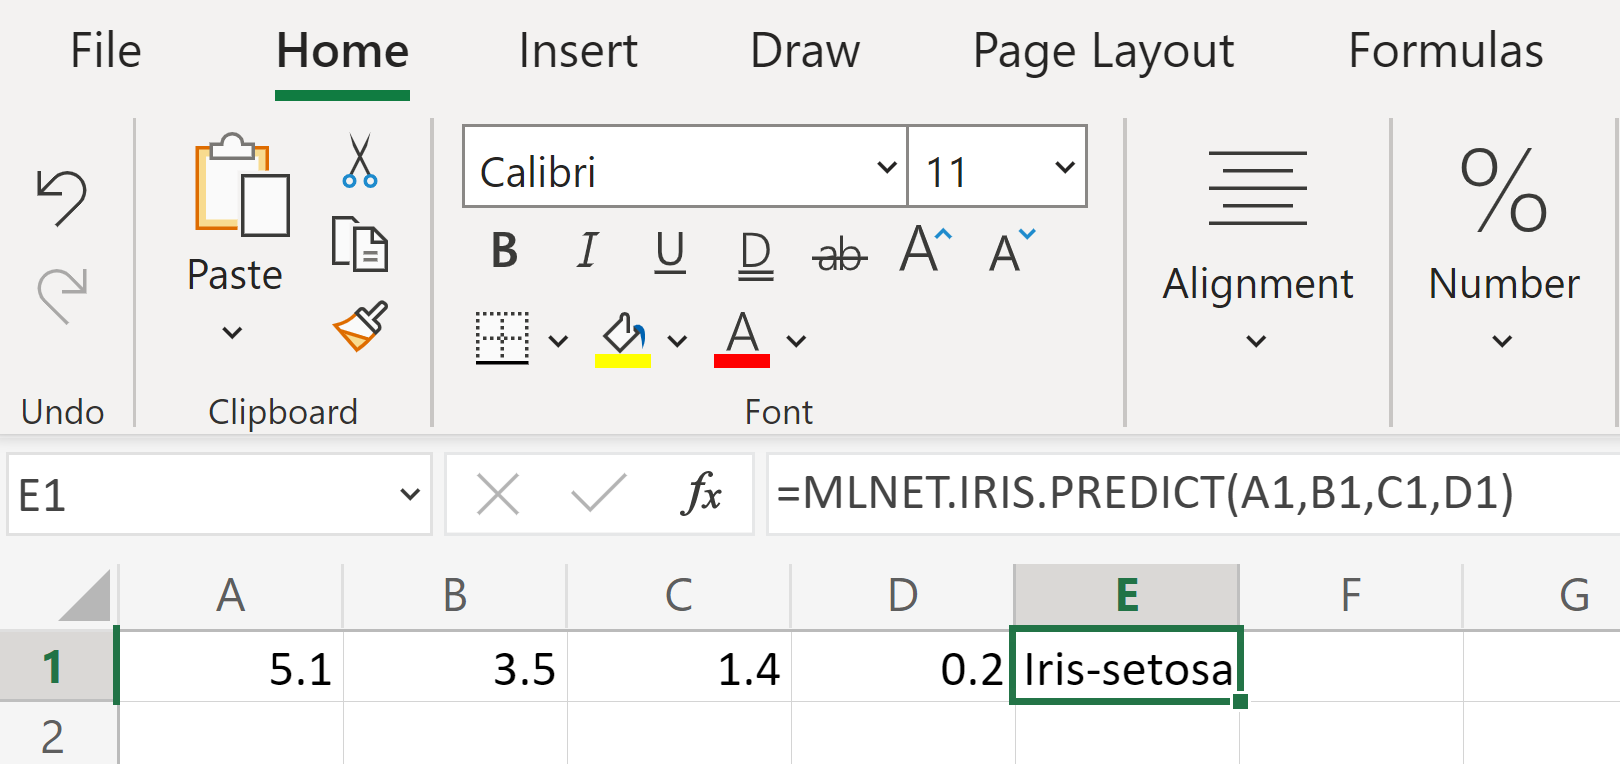 File Home Insert Draw Page Layout Formulas
Calibri 11
B I U D ab A A
Paste Alignment Number
A
Undo Clipboard Font
E1 fx =MLNET.IRIS.PREDICT(A1,B1,C1,D1)
A B C D E F G
1 5.1 3.5 1.4 0.2 Iris-setosa
2